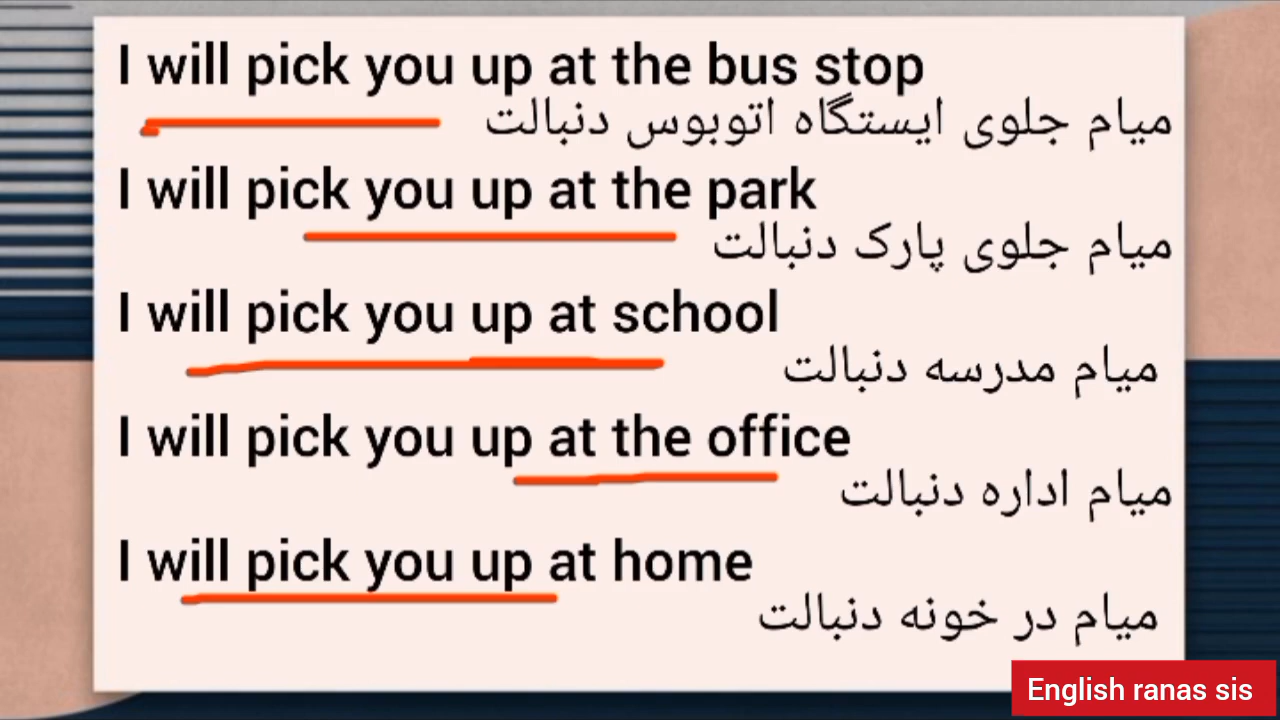 I will pick you up at the bus stop
میام جلوی ایستگاه اتوبوس دنبالت
I will pick you up at the park
میام جلوی پارک دنبالت
I will pick you up at school
میام مدرسه دنبالت
I will pick you up at the office
میام اداره دنبالت
I will pick you up at home
میام در خونه دنبالت
English ranas sis